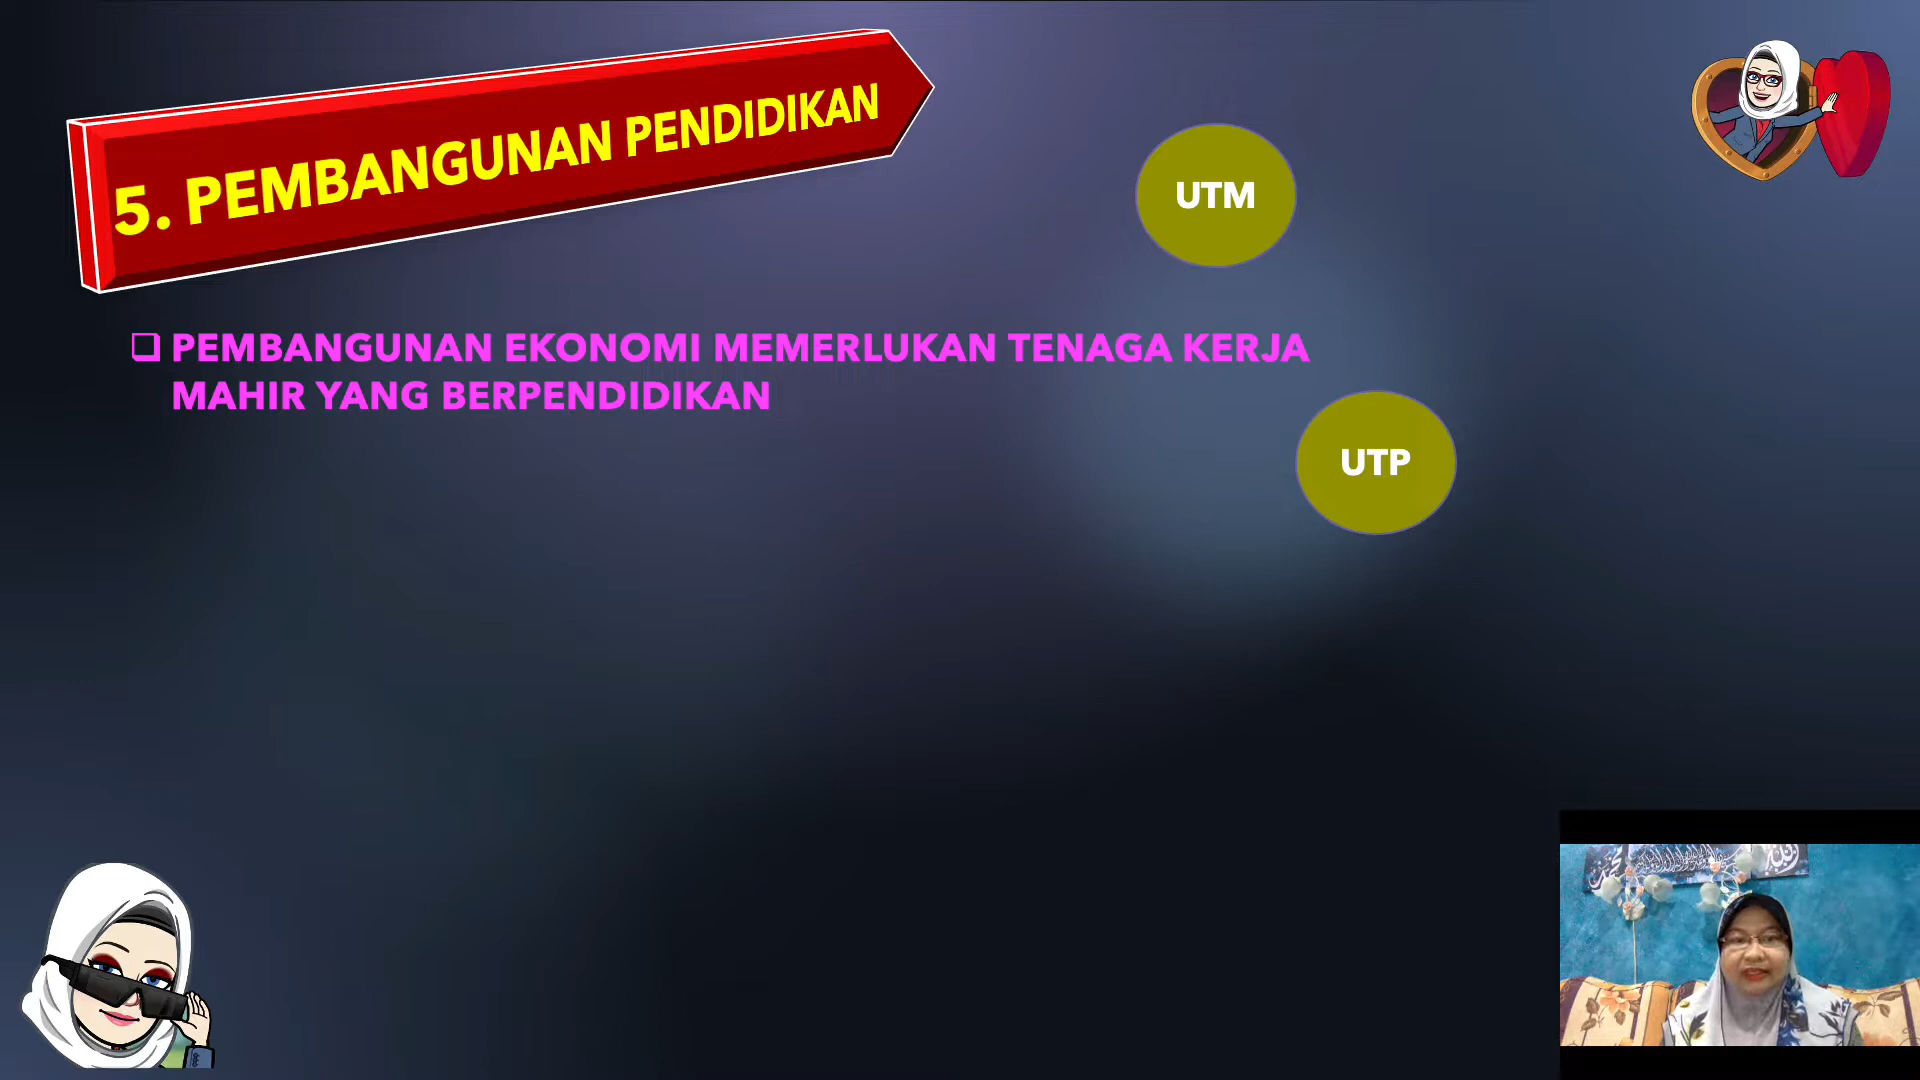 5. PEMBANGUNAN PENDIDIKAN
UTM
❑ PEMBANGUNAN EKONOMI MEMERLUKAN TENAGA KERJA
MAHIR YANG BERPENDIDIKAN
UTP